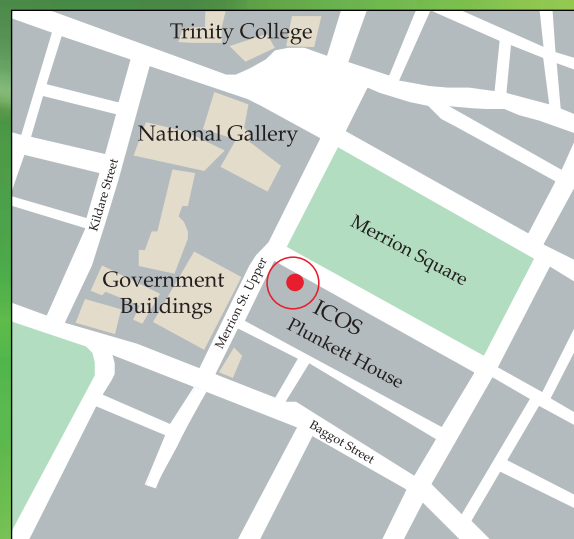 Trinity College
National Gallery
Kildare Street
Merrion Square
Government
Buildings
Merrion St. Upper
ICOS
Plunkett House
Baggot Street